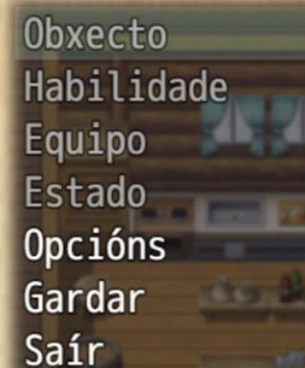 Obxecto
Habilidade
Equipo
Estado
Opcións
Gardar
Saír